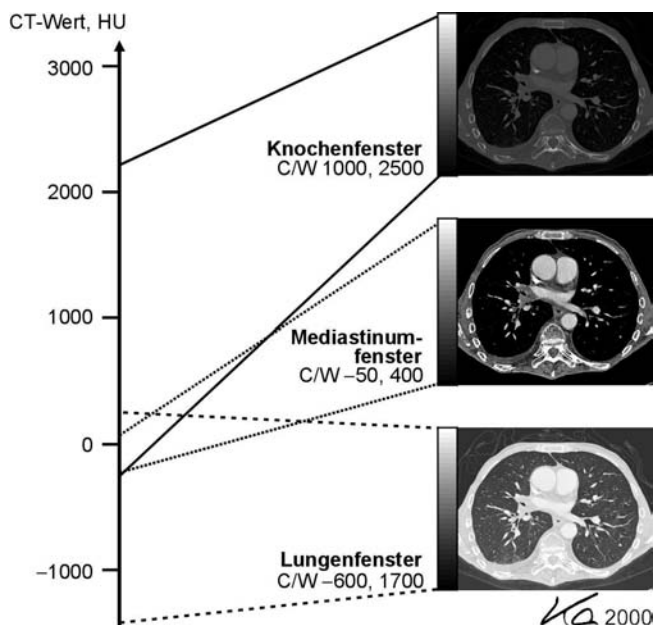 CT-Wert, HU
3000
Knochenfenster
C/W 1000, 2500
2000
1000
Mediastinum-
fenster
C/W –50, 400
0
Lungenfenster
C/W –600, 1700
–1000
2000